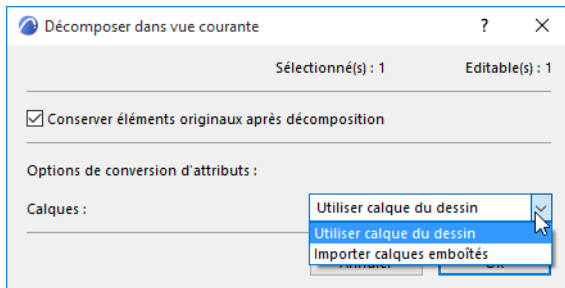 Décomposer dans vue courante ?
Sélectionné(s) : 1 Editable(s) : 1
Conserver éléments originaux après décomposition
Options de conversion d'attributs :
Calques : Utiliser calque du dessin
Utiliser calque du dessin
Importer calques emboîtés